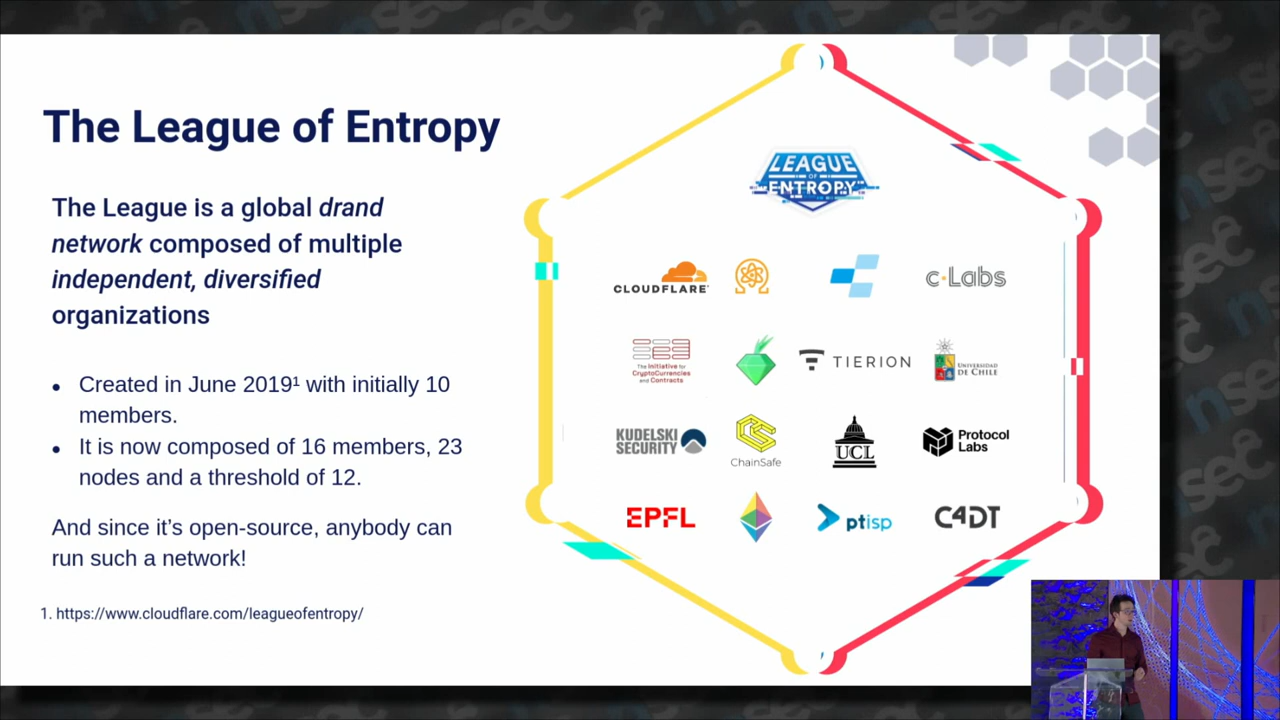 The League of Entropy
The League is a global drand
network composed of multiple
independent, diversified
organizations
• Created in June 2019¹ with initially 10
members.
• It is now composed of 16 members, 23
nodes and a threshold of 12.
And since it's open-source, anybody can
run such a network!
1. https://www.cloudflare.com/leagueofentropy/
LEAGUE
OF
ENTROPY
CLOUDFLARE
c·Labs
The Initiative for
CryptoCurrencies
and Contracts
TIERION
UNIVERSIDAD
DE CHILE
KUDELSKI
SECURITY
ChainSafe
UCL
Protocol
Labs
EPFL
ptisp
C4DT
nsec